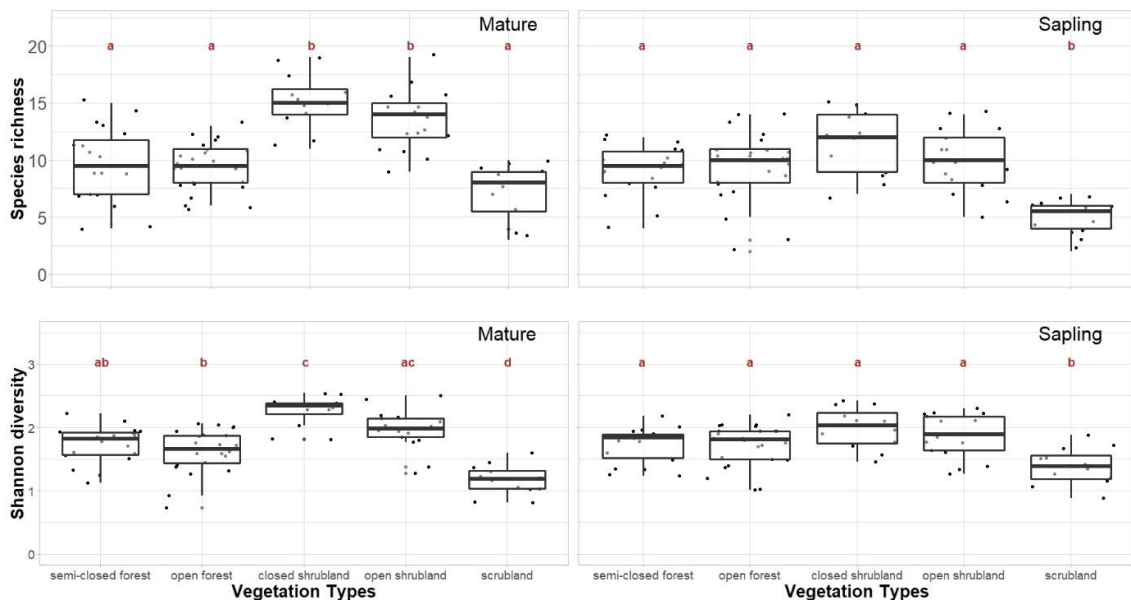 Mature
Sapling
Species richness
20
15
10
5
0
a a b b a
a a a a b
Mature
Sapling
Shannon diversity
3
2
1
0
ab b c ac d
a a a a b
semi-closed forest open forest closed shrubland open shrubland scrubland
semi-closed forest open forest closed shrubland open shrubland scrubland
Vegetation Types
Vegetation Types